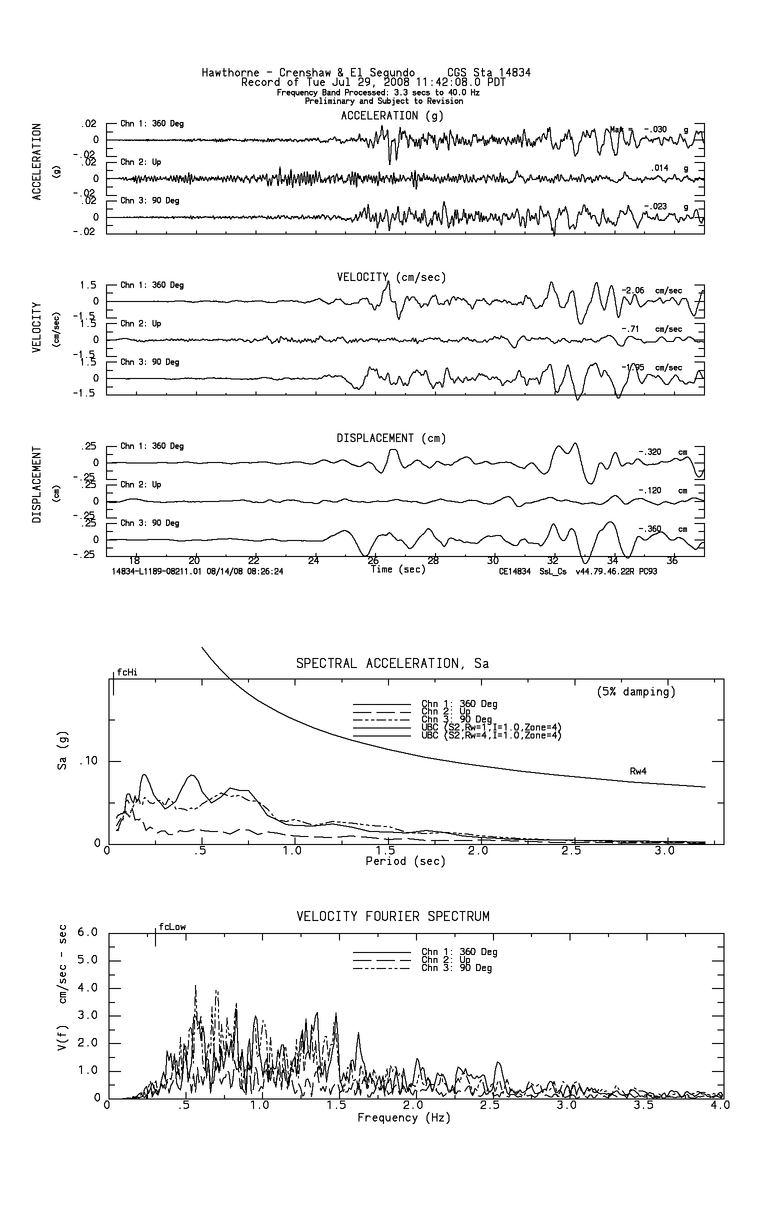 Hawthorne - Crenshaw & El Segundo CGS Sta 14834
Record of Tue Jul 29, 2008 11:42:08.0 PDT
Frequency Band Processed: 3.3 secs to 40.0 Hz
Preliminary and Subject to Revision
ACCELERATION (g)
ACCELERATION
(g)
.02
0
-.02
Chn 1: 360 Deg
Max = -.030 g
.02
0
-.02
Chn 2: Up
.014 g
.02
0
-.02
Chn 3: 90 Deg
-.023 g
VELOCITY (cm/sec)
VELOCITY
(cm/sec)
1.5
0
-1.5
Chn 1: 360 Deg
-2.06 cm/sec
1.5
0
-1.5
Chn 2: Up
-.71 cm/sec
1.5
0
-1.5
Chn 3: 90 Deg
-1.95 cm/sec
DISPLACEMENT (cm)
DISPLACEMENT
(cm)
.25
0
-.25
Chn 1: 360 Deg
-.320 cm
.25
0
-.25
Chn 2: Up
-.120 cm
.25
0
-.25
Chn 3: 90 Deg
-.360 cm
18 20 22 24 26 28 30 32 34 36
Time (sec)
14834-L1189-08211.01 08/14/08 08:26:24
CE14834 SsL_Cs v44.79.46.22R PC93
SPECTRAL ACCELERATION, Sa
fcHi
(5% damping)
Chn 1: 360 Deg
Chn 2: Up
Chn 3: 90 Deg
UBC (S2,Rw=1,I=1.0,Zone=4)
UBC (S2,Rw=4,I=1.0,Zone=4)
Sa (g)
.10
0
Rw4
0 .5 1.0 1.5 2.0 2.5 3.0
Period (sec)
VELOCITY FOURIER SPECTRUM
fcLow
Chn 1: 360 Deg
Chn 2: Up
Chn 3: 90 Deg
V(f) cm/sec - sec
6.0
5.0
4.0
3.0
2.0
1.0
0
0 .5 1.0 1.5 2.0 2.5 3.0 3.5 4.0
Frequency (Hz)